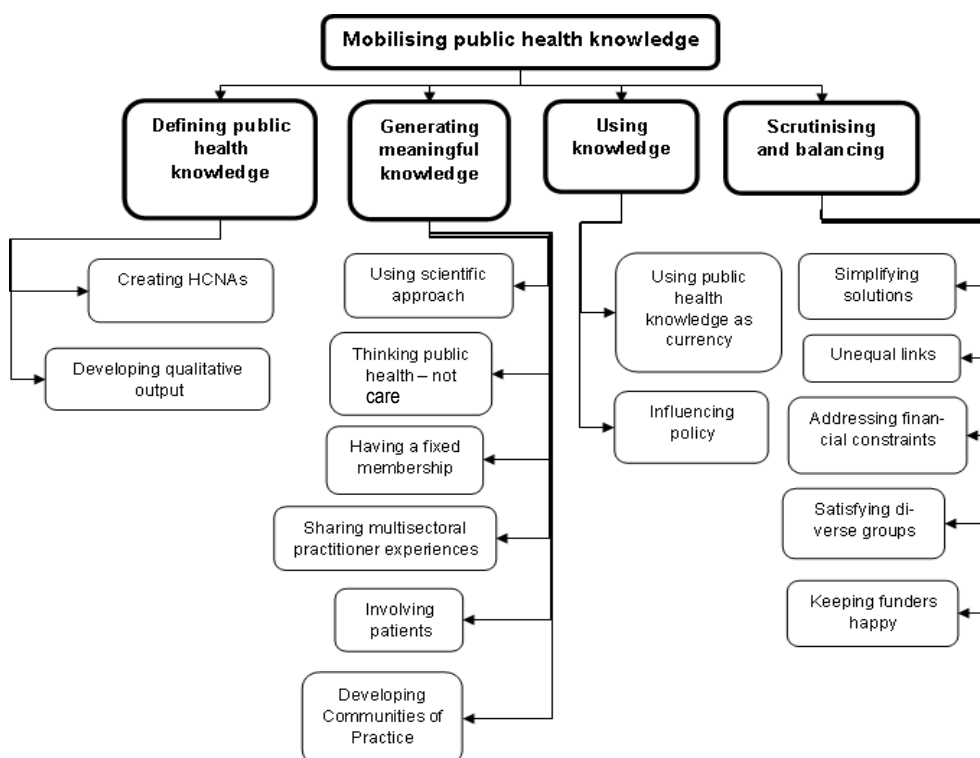 Mobilising public health knowledge
Defining public
health
knowledge
Generating
meaningful
knowledge
Using
knowledge
Scrutinising
and balancing
Creating HCNAs
Developing qualitative
output
Using scientific
approach
Thinking public
health – not
care
Having a fixed
membership
Sharing multisectoral
practitioner experiences
Involving
patients
Developing
Communities of
Practice
Using public
health
knowledge as
currency
Influencing
policy
Simplifying
solutions
Unequal links
Addressing finan-
cial constraints
Satisfying di-
verse groups
Keeping funders
happy